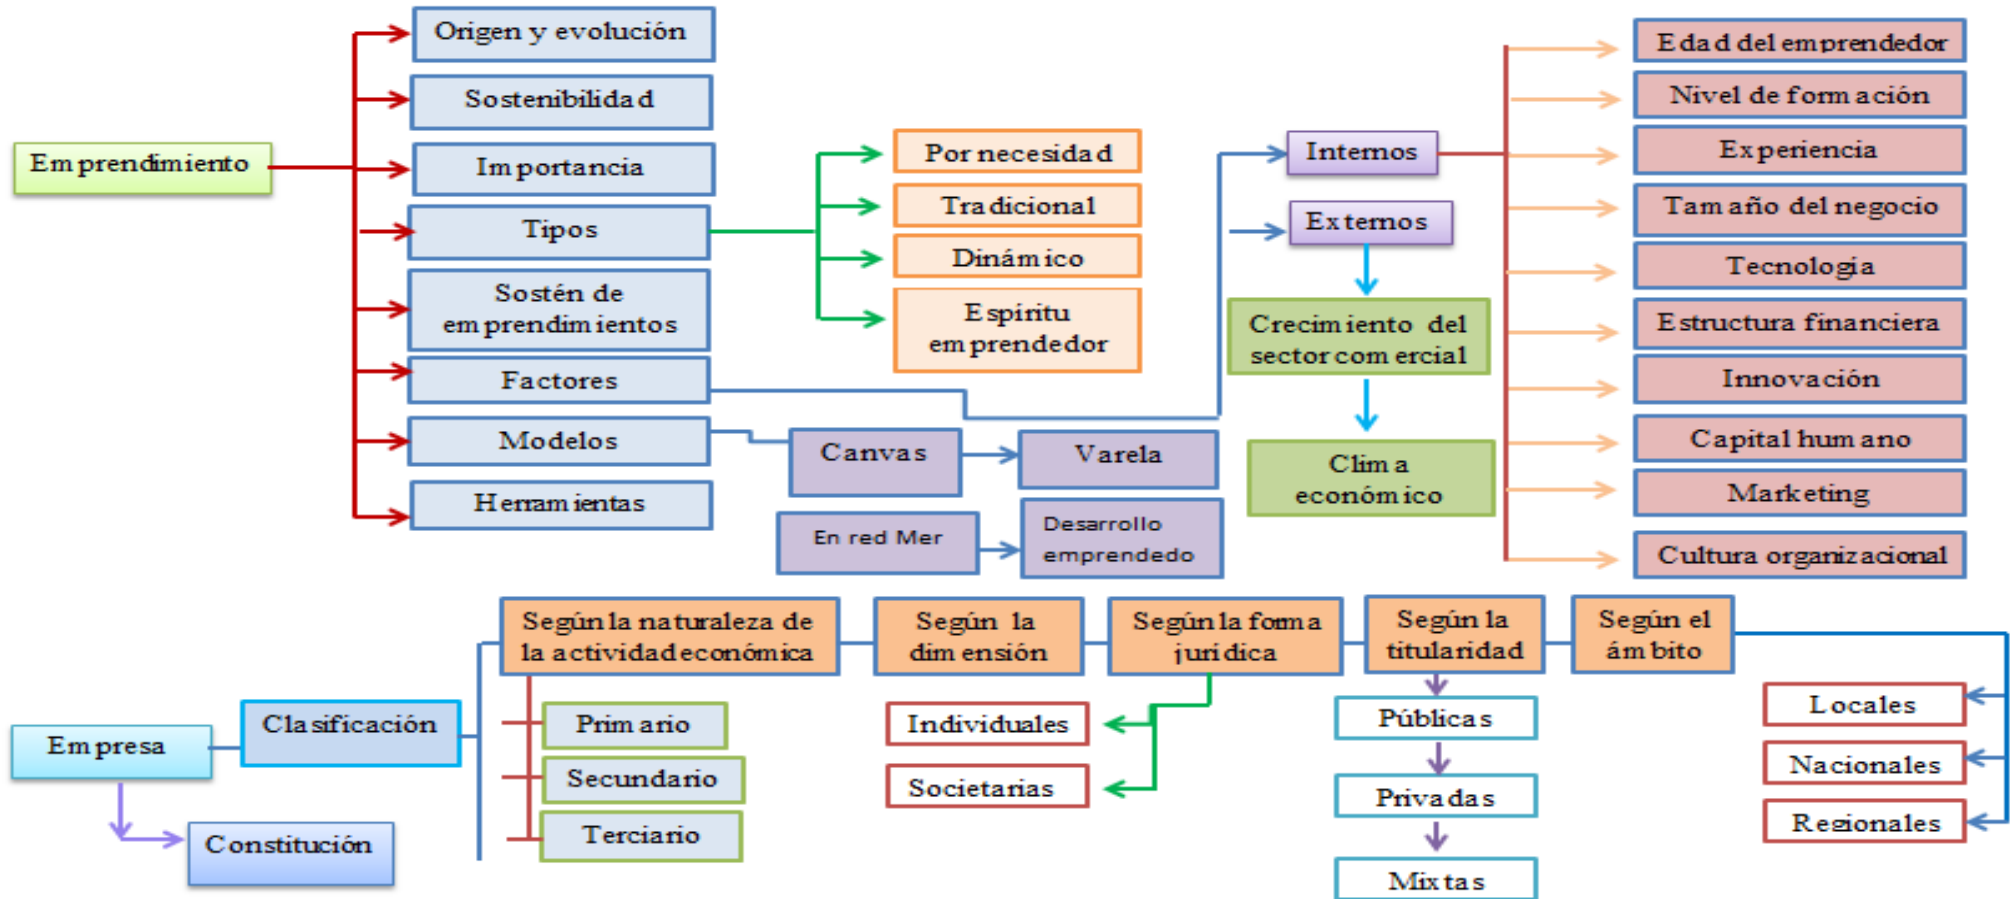 Emprendimiento
Origen y evolución
Sostenibilidad
Importancia
Tipos
Sostén de
emprendimientos
Factores
Modelos
Herramientas
Por necesidad
Tradicional
Dinámico
Espíritu
emprendedor
Canvas
Varela
En red Mer
Desarrollo
emprendedo
Internos
Externos
Crecimiento del
sector comercial
Clima
económico
Edad del emprendedor
Nivel de formación
Experiencia
Tamaño del negocio
Tecnología
Estructura financiera
Innovación
Capital humano
Marketing
Cultura organizacional
Empresa
Clasificación
Constitución
Según la naturaleza de
la actividad económica
Primario
Secundario
Terciario
Según la
dimensión
Según la forma
jurídica
Individuales
Societarias
Según la
titularidad
Públicas
Privadas
Mixtas
Según el
ámbito
Locales
Nacionales
Regionales